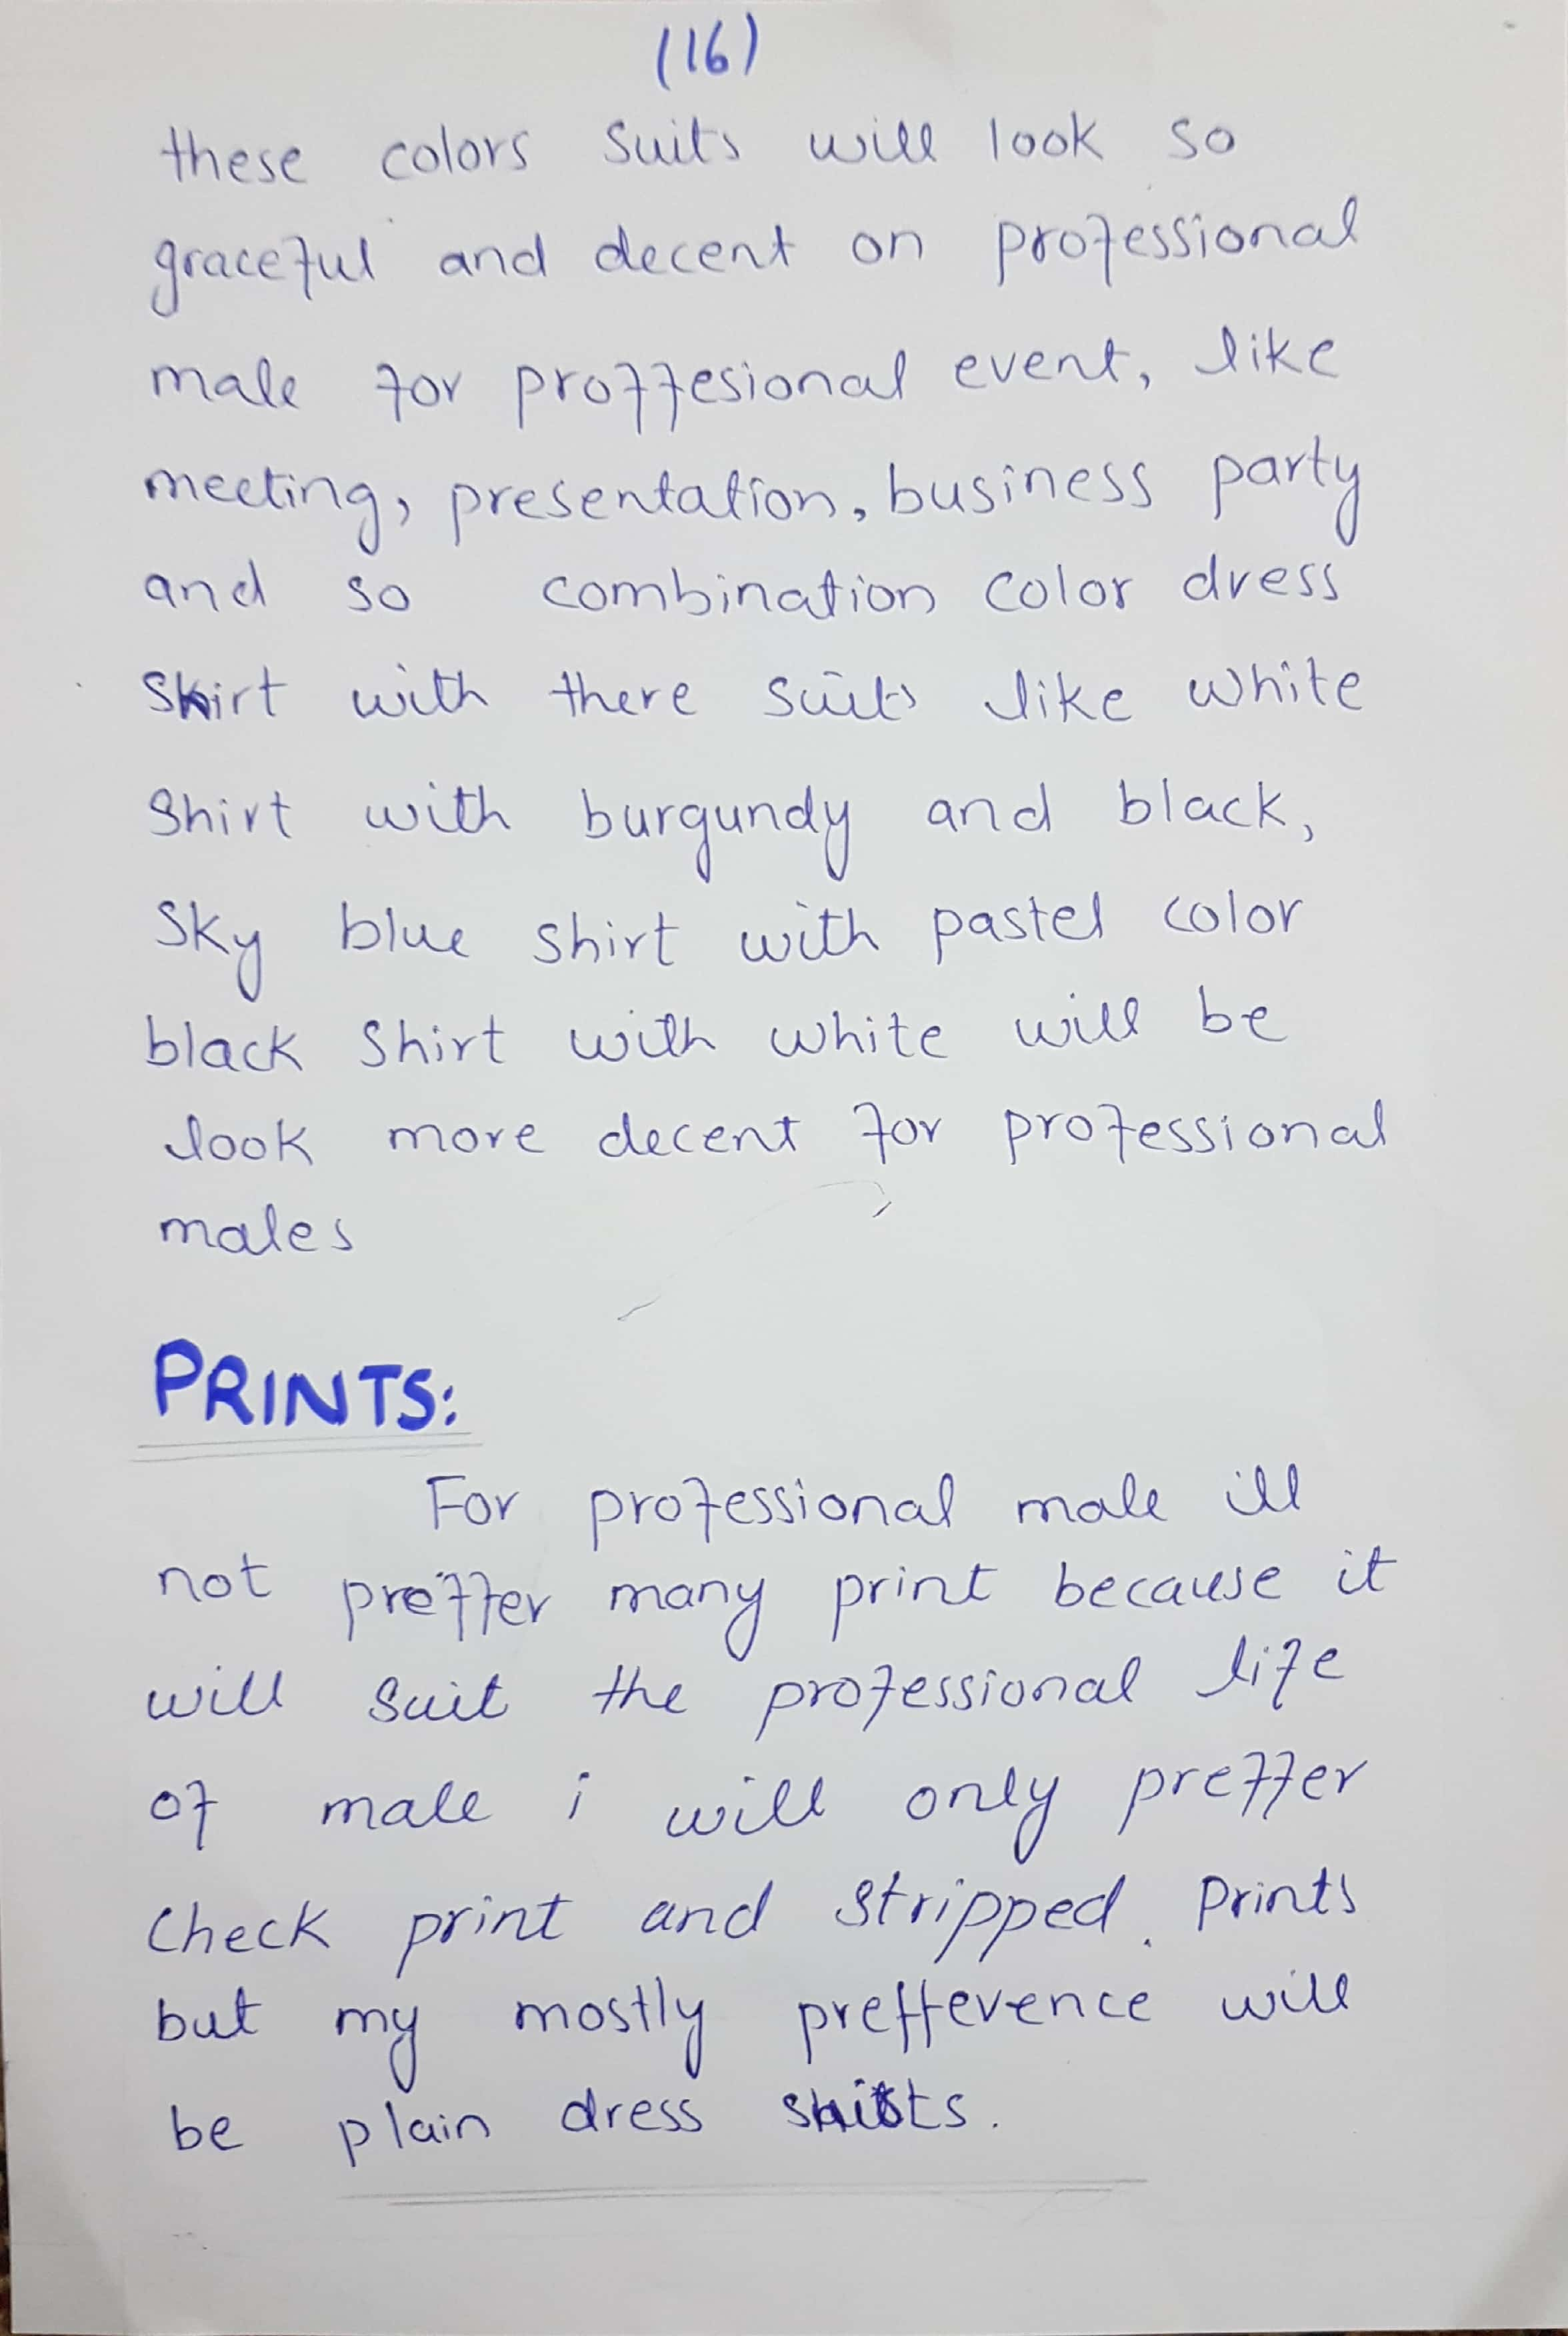 (16)
these colors suits will look so
graceful and decent on professional
male for proffesional event, like
meeting, presentation, business party
and so combination color dress
Shirt with there suits like white
Shirt with burgundy and black,
Sky blue shirt with pastel color
black Shirt with white will be
look more decent for professional
males
PRINTS:
For professional male ill
not preffer many print because it
will suit the professional life
of male i will only preffer
Check print and stripped. prints
but my mostly prefference will
be plain dress